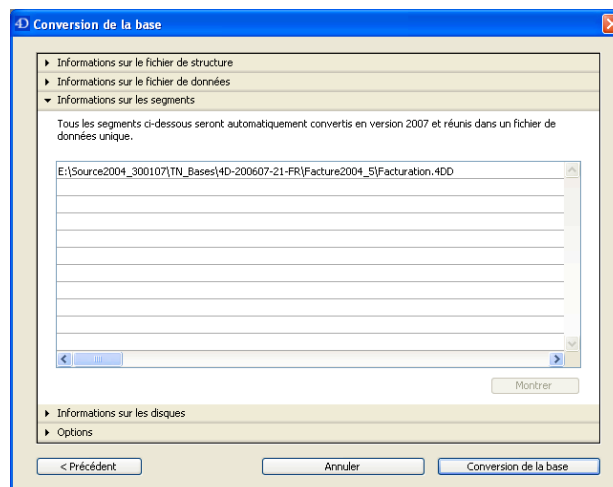 4D Conversion de la base
Informations sur le fichier de structure
Informations sur le fichier de données
Informations sur les segments
Tous les segments ci-dessous seront automatiquement convertis en version 2007 et réunis dans un fichier de
données unique.
E:\Source2004_300107\TN_Bases\4D-200607-21-FR\Facture2004_5\Facturation.4DD
Montrer
Informations sur les disques
Options
< Précédent
Annuler
Conversion de la base